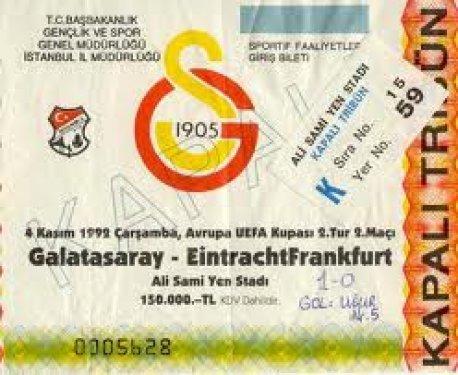 T.C.BAŞBAKANLIK
GENÇLİK VE SPOR
GENEL MÜDÜRLÜĞÜ
İSTANBUL İL MÜDÜRLÜĞÜ
SPORTİF FAALİYETLER
GİRİŞ BİLETİ
1905
ALİ SAMİ YEN STADI
KAPALI TRİBÜN
K
Sıra No. 15
Yer No. 59
KAPALI
KAPALI TRİBÜN
4 Kasım 1992 Çarşamba, Avrupa UEFA Kupası 2.Tur 2.Maçı
Galatasaray - EintrachtFrankfurt
Ali Sami Yen Stadı
150.000.-TL KDV Dahildir.
1-0
GOL: UĞUR
0005628